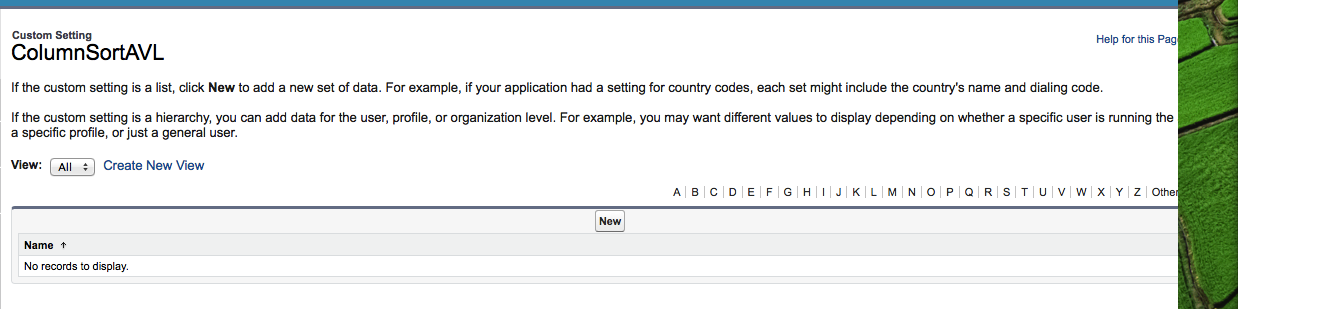 Custom Setting
ColumnSortAVL
Help for this Pag
If the custom setting is a list, click New to add a new set of data. For example, if your application had a setting for country codes, each set might include the country's name and dialing code.
If the custom setting is a hierarchy, you can add data for the user, profile, or organization level. For example, you may want different values to display depending on whether a specific user is running the
a specific profile, or just a general user.
View: All Create New View
A | B | C | D | E | F | G | H | I | J | K | L | M | N | O | P | Q | R | S | T | U | V | W | X | Y | Z | Other
New
Name ↑
No records to display.